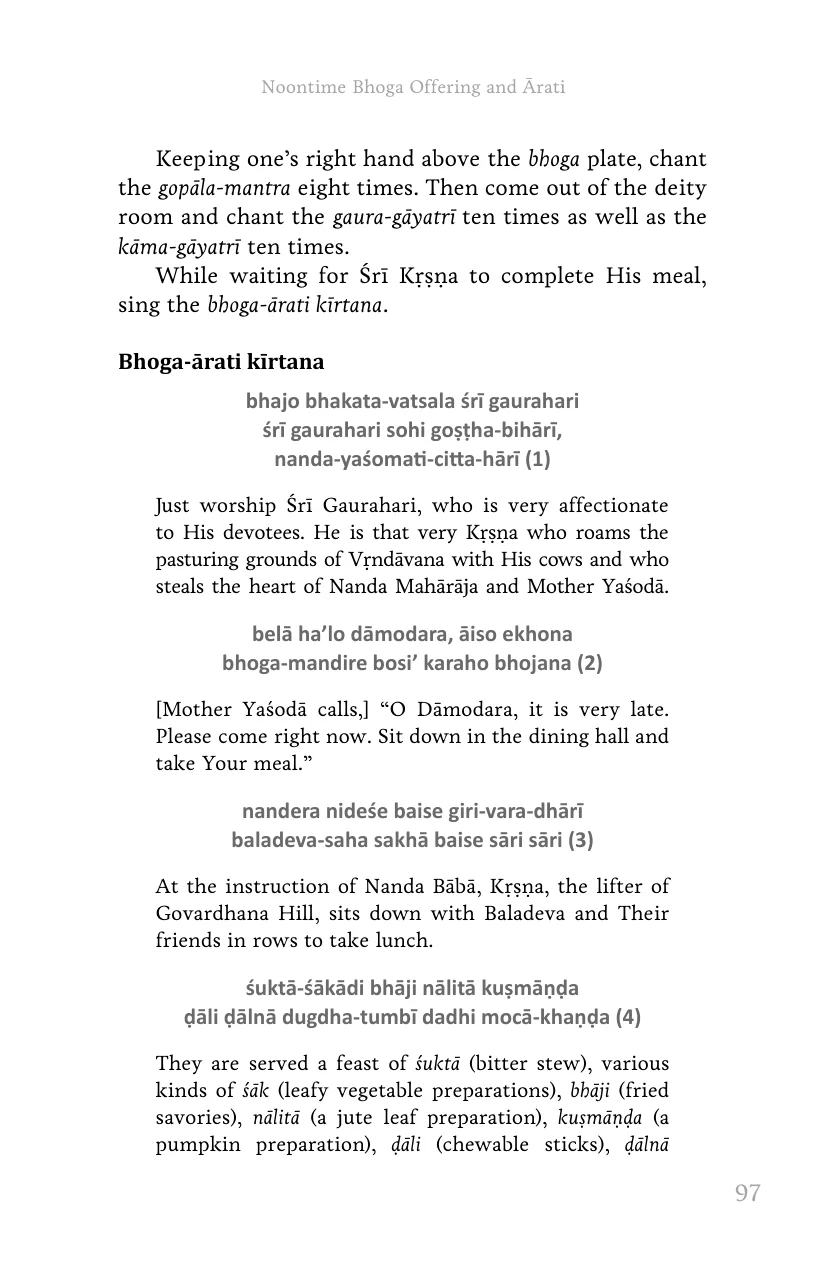 Noontime Bhoga Offering and Ārati
Keeping one’s right hand above the bhoga plate, chant
the gopāla-mantra eight times. Then come out of the deity
room and chant the gaura-gāyatrī ten times as well as the
kāma-gāyatrī ten times.
While waiting for Śrī Kṛṣṇa to complete His meal,
sing the bhoga-ārati kīrtana.
Bhoga-ārati kīrtana
bhajo bhakata-vatsala śrī gaurahari
śrī gaurahari sohi goṣṭha-bihārī,
nanda-yaśomati-citta-hārī (1)
Just worship Śrī Gaurahari, who is very affectionate
to His devotees. He is that very Kṛṣṇa who roams the
pasturing grounds of Vṛndāvana with His cows and who
steals the heart of Nanda Mahārāja and Mother Yaśodā.
belā ha’lo dāmodara, āiso ekhona
bhoga-mandire bosi’ karaho bhojana (2)
[Mother Yaśodā calls,] “O Dāmodara, it is very late.
Please come right now. Sit down in the dining hall and
take Your meal.”
nandera nideśe baise giri-vara-dhārī
baladeva-saha sakhā baise sāri sāri (3)
At the instruction of Nanda Bābā, Kṛṣṇa, the lifter of
Govardhana Hill, sits down with Baladeva and Their
friends in rows to take lunch.
śuktā-śākādi bhāji nālitā kuṣmāṇḍa
ḍāli ḍālnā dugdha-tumbī dadhi mocā-khaṇḍa (4)
They are served a feast of śuktā (bitter stew), various
kinds of śāk (leafy vegetable preparations), bhāji (fried
savories), nālitā (a jute leaf preparation), kuṣmāṇḍa (a
pumpkin preparation), ḍāli (chewable sticks), ḍālnā
97